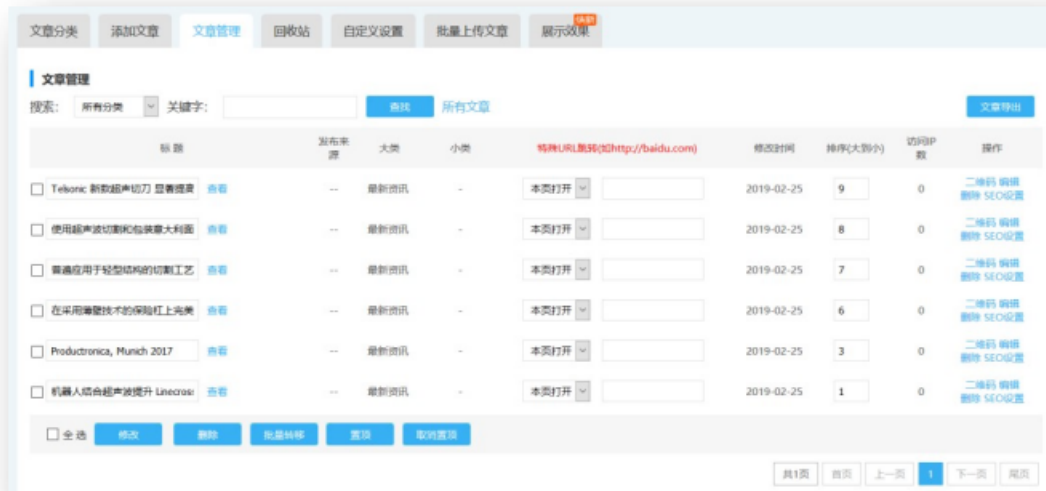 文章分类 添加文章 文章管理 回收站 自定义设置 批量上传文章 展示效果
文章管理
搜索: 所有分类 关键字: 查找 所有文章 文章导出
标题 发布来源 大类 小类 特殊URL跳转(如http://baidu.com) 修改时间 排序(大到小) 访问IP数 操作
Telsonic 新款超声切刀 显著提高 查看 -- 最新资讯 - 本页打开 2019-02-25 9 0 二维码 编辑
删除 SEO设置
使用超声波切割和包装意大利面 查看 -- 最新资讯 - 本页打开 2019-02-25 8 0 二维码 编辑
删除 SEO设置
普遍应用于轻型结构的切割工艺 查看 -- 最新资讯 - 本页打开 2019-02-25 7 0 二维码 编辑
删除 SEO设置
在采用薄壁技术的保险杠上完美 查看 -- 最新资讯 - 本页打开 2019-02-25 6 0 二维码 编辑
删除 SEO设置
Productronica, Munich 2017 查看 -- 最新资讯 - 本页打开 2019-02-25 3 0 二维码 编辑
删除 SEO设置
机器人结合超声波提升 Linecros 查看 -- 最新资讯 - 本页打开 2019-02-25 1 0 二维码 编辑
删除 SEO设置
全选 修改 删除 批量转移 置顶 取消置顶
共1页 首页 上一页 1 下一页 尾页